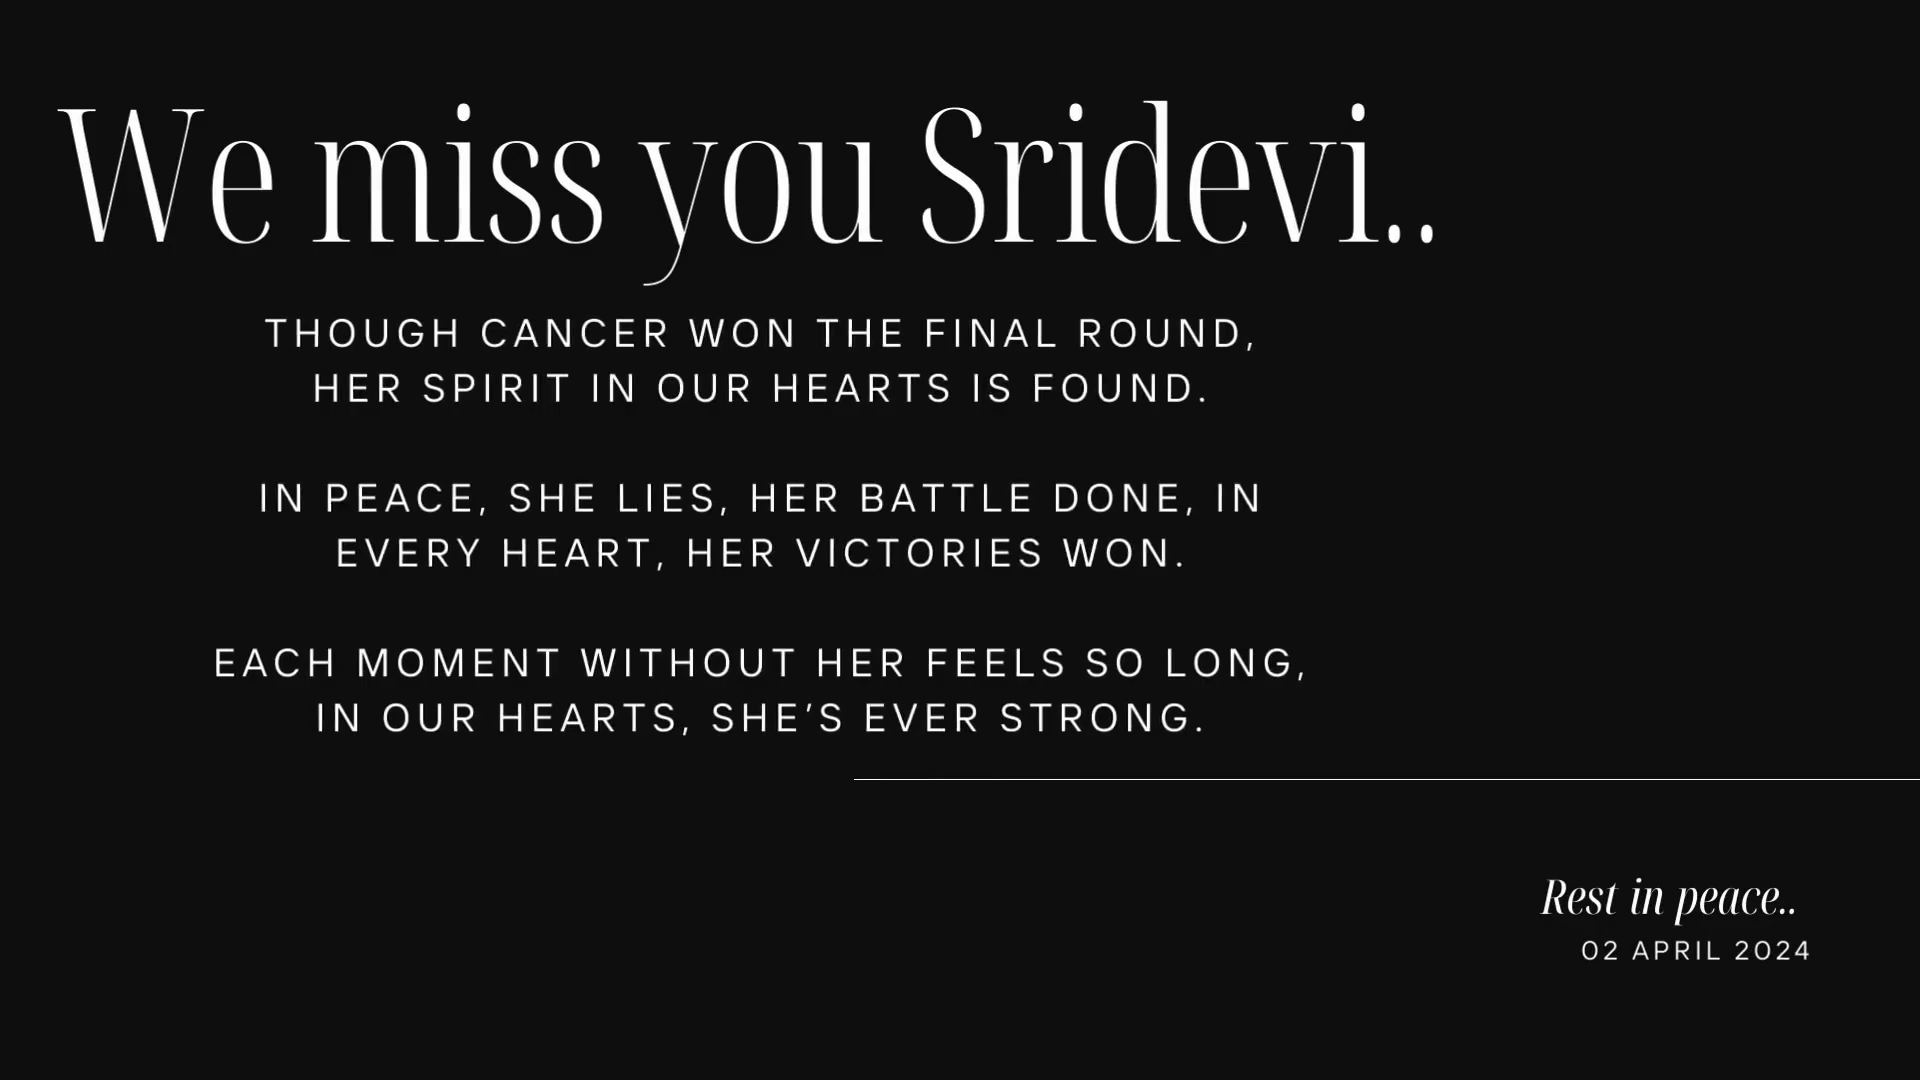 We miss you Sridevi..
THOUGH CANCER WON THE FINAL ROUND,
HER SPIRIT IN OUR HEARTS IS FOUND.
IN PEACE, SHE LIES, HER BATTLE DONE, IN
EVERY HEART, HER VICTORIES WON.
EACH MOMENT WITHOUT HER FEELS SO LONG,
IN OUR HEARTS, SHE’S EVER STRONG.
Rest in peace..
02 APRIL 2024